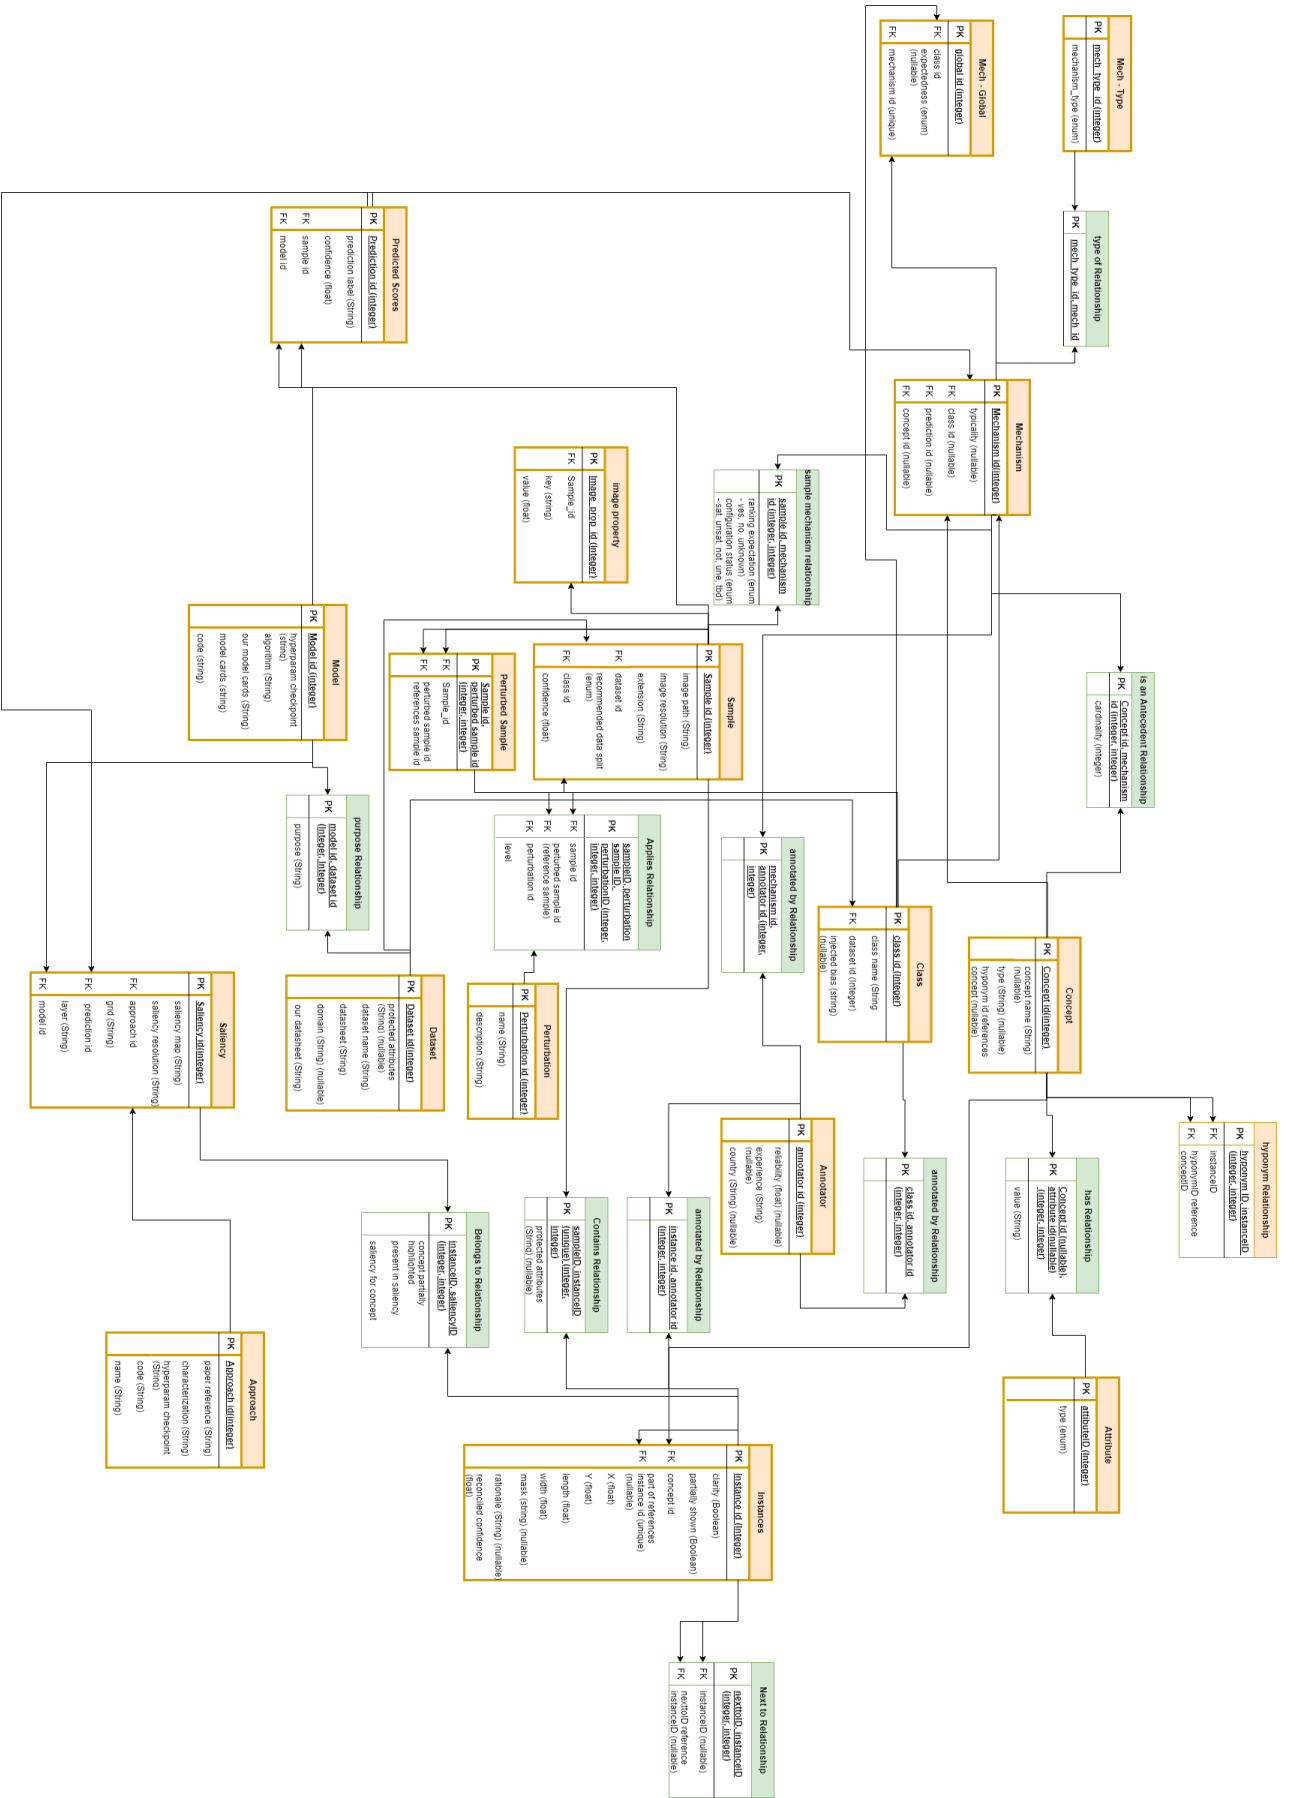 Mech - Type
PK
mech_type_id (integer)
mechanism_type (enum)
type of Relationship
PK
mech_type_id, mech_id
Mech - Global
PK
global id (integer)
FK
class id
expectedness (enum)
(nullable)
FK
mechanism id (unique)
Mechanism
PK
Mechanism id(integer)
typicality (nullable)
FK
class id (nullable)
FK
prediction id (nullable)
FK
concept id (nullable)
is an Antecedent Relationship
PK
Concept id, mechanism
id (integer, integer)
cardinality (integer)
Concept
PK
Concept id(integer)
concept name (String)
(nullable)
type (String) (nullable)
hyponym id references
concept (nullable)
hyponym Relationship
PK
hyponym ID, instanceID
(integer, integer)
FK
instanceID
FK
hyponymID reference
conceptID
has Relationship
PK
Concept id (nullable),
attribute id(nullable)
(integer, integer)
value (String)
Attribute
PK
attibuteID (Integer)
type (enum)
Predicted Scores
PK
Prediction id (integer)
prediction label (String)
confidence (float)
FK
sample id
FK
model id
image property
PK
Image_prop_id (Integer)
FK
Sample_id
key (string)
value (float)
sample mechanism relationship
PK
sample id, mechanism
id (integer, integer)
ranking expectation (enum
- yes, no, unknown)
configuration status (enum
- sat, unsat, not, une, tbd)
Sample
PK
Sample id (integer)
image path (String)
image resolution (String)
extension (String)
FK
dataset id
recommended data split
(enum)
FK
class id
confidence (float)
Perturbed Sample
PK
Sample id,
perturbed sample id
(integer, integer)
FK
Sample_id
FK
perturbed sample id
references sample id
Model
PK
Model id (integer)
hyperparam checkpoint
(string)
algorithm (String)
our model cards (String)
model cards (string)
code (string)
purpose Relationship
PK
model id, dataset id
(integer, Integer)
purpose (String)
Applies Relationship
PK
sampleID, perturbation
sample ID,
perturbationID (integer,
integer, integer)
FK
sample id
FK
perturbed sample id
(reference sample)
FK
perturbation id
level
annotated by Relationship
PK
mechanism id,
annotator id (integer,
integer)
Class
PK
class id (Integer)
class name (String
FK
dataset id (integer)
injected bias (string)
(nullable)
Dataset
PK
Dataset id(integer)
protected attributes
(String) (nullable)
dataset name (String)
datasheet (String)
domain (String) (nullable)
our datasheet (String)
Perturbation
PK
Perturbation id (integer)
name (String)
description (String)
Saliency
PK
Saliency id(integer)
saliency map (String)
saliency resolution (String)
FK
approach id
grid (String)
FK
prediction id
layer (String)
FK
model id
Annotator
PK
annotator id (integer)
reliability (float) (nullable)
experience (String)
(nullable)
country (String) (nullable)
annotated by Relationship
PK
class id, annotator id
(integer, integer)
annotated by Relationship
PK
instance id, annotator id
(integer, integer)
Contains Relationship
PK
sampleID, instanceID
(unique) (integer,
integer)
protected attributes
(String) (nullable)
Belongs to Relationship
PK
instanceID, saliencyID
(integer, integer)
concept partially
highlighted
present in saliency
saliency for concept
Approach
PK
Approach id(integer)
paper reference (String)
characterization (String)
hyperparam checkpoint
(String)
code (String)
name (String)
Instances
PK
Instance id (Integer)
clarity (Boolean)
partially shown (Boolean)
FK
concept id
FK
part of references
instance id (unique)
(nullable)
X (float)
Y (float)
length (float)
width (float)
mask (string) (nullable)
rationale (String) (nullable)
reconciled confidence
(float)
Next to Relationship
PK
nexttoID, instanceID
(integer, integer)
FK
instanceID (nullable)
FK
nexttoID reference
instanceID (nullable)